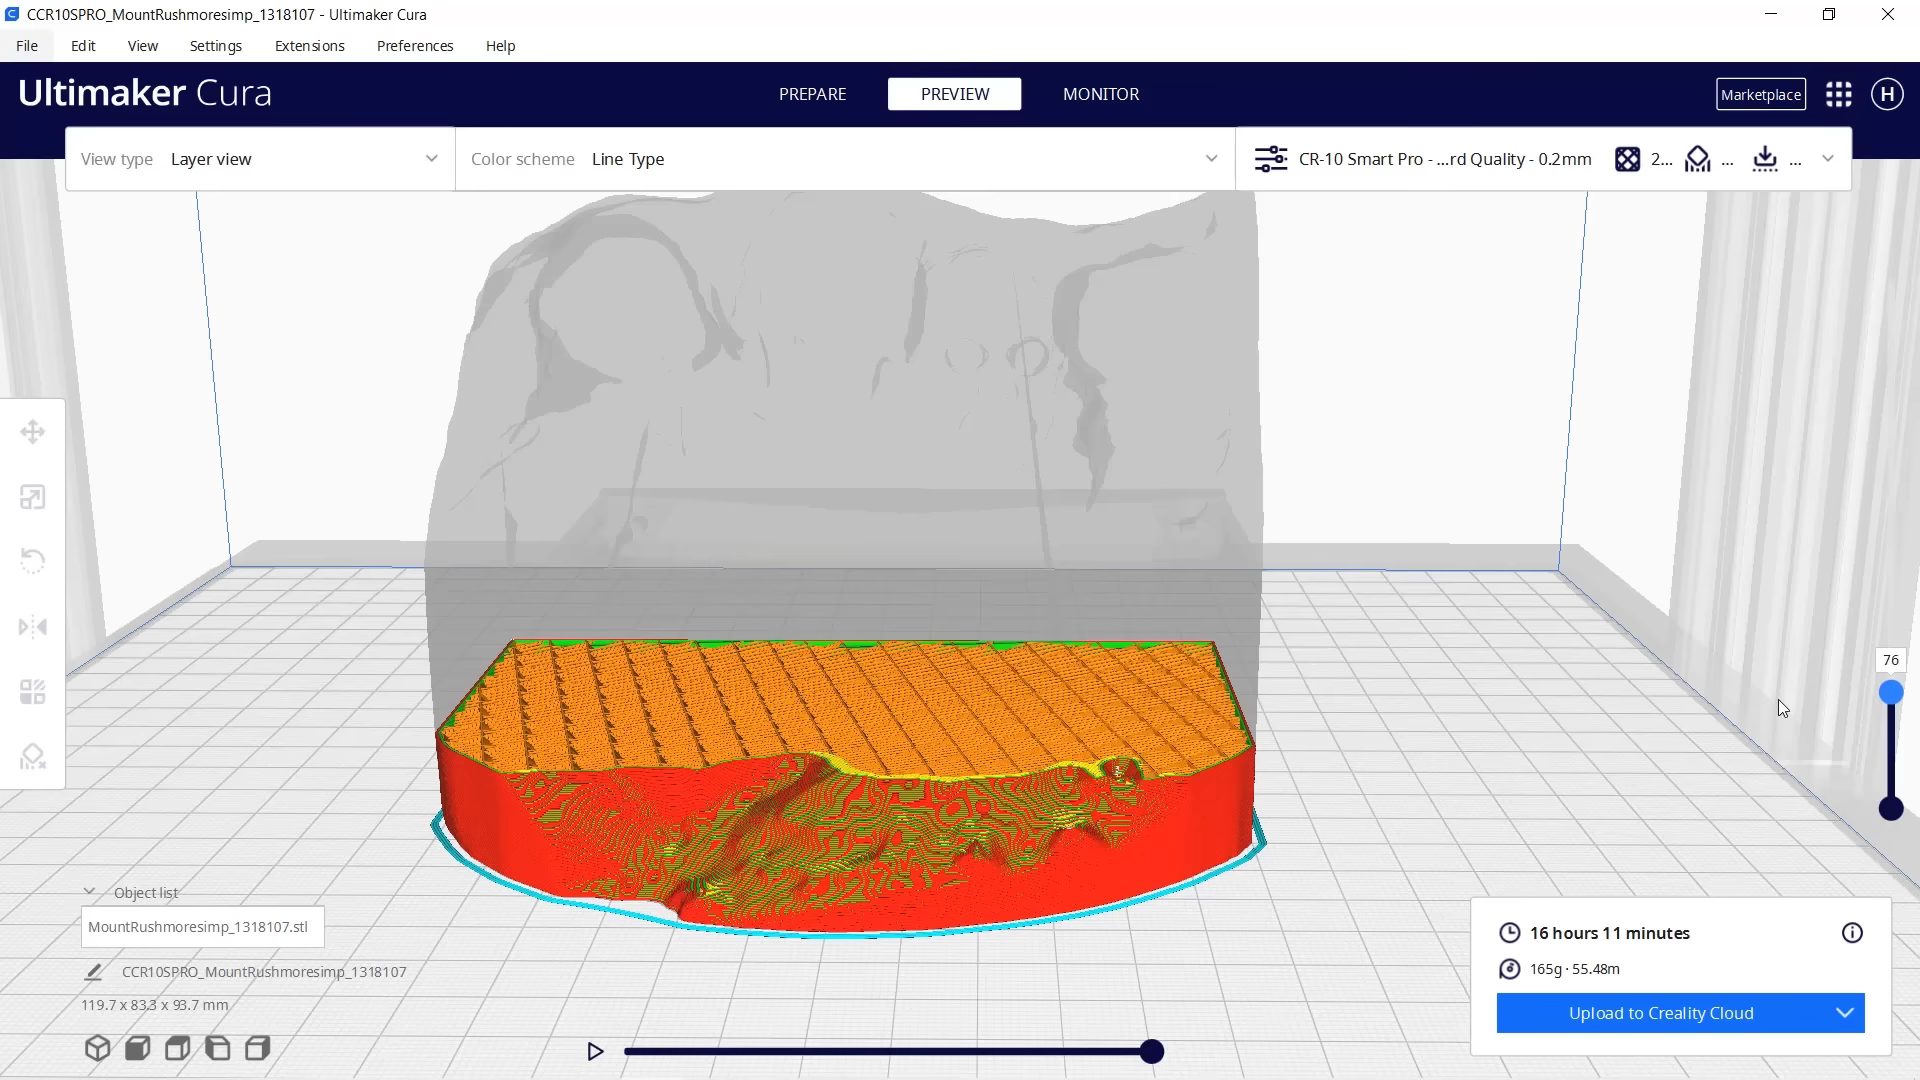 CCR10SPRO_MountRushmoresimp_1318107 - Ultimaker Cura
File Edit View Settings Extensions Preferences Help
Ultimaker Cura
PREPARE PREVIEW MONITOR
Marketplace
H
View type Layer view
Color scheme Line Type
CR-10 Smart Pro - ...rd Quality - 0.2mm 2... ... ...
76
Object list
MountRushmoresimp_1318107.stl
CCR10SPRO_MountRushmoresimp_1318107
119.7 x 83.3 x 93.7 mm
16 hours 11 minutes
165g · 55.48m
Upload to Creality Cloud